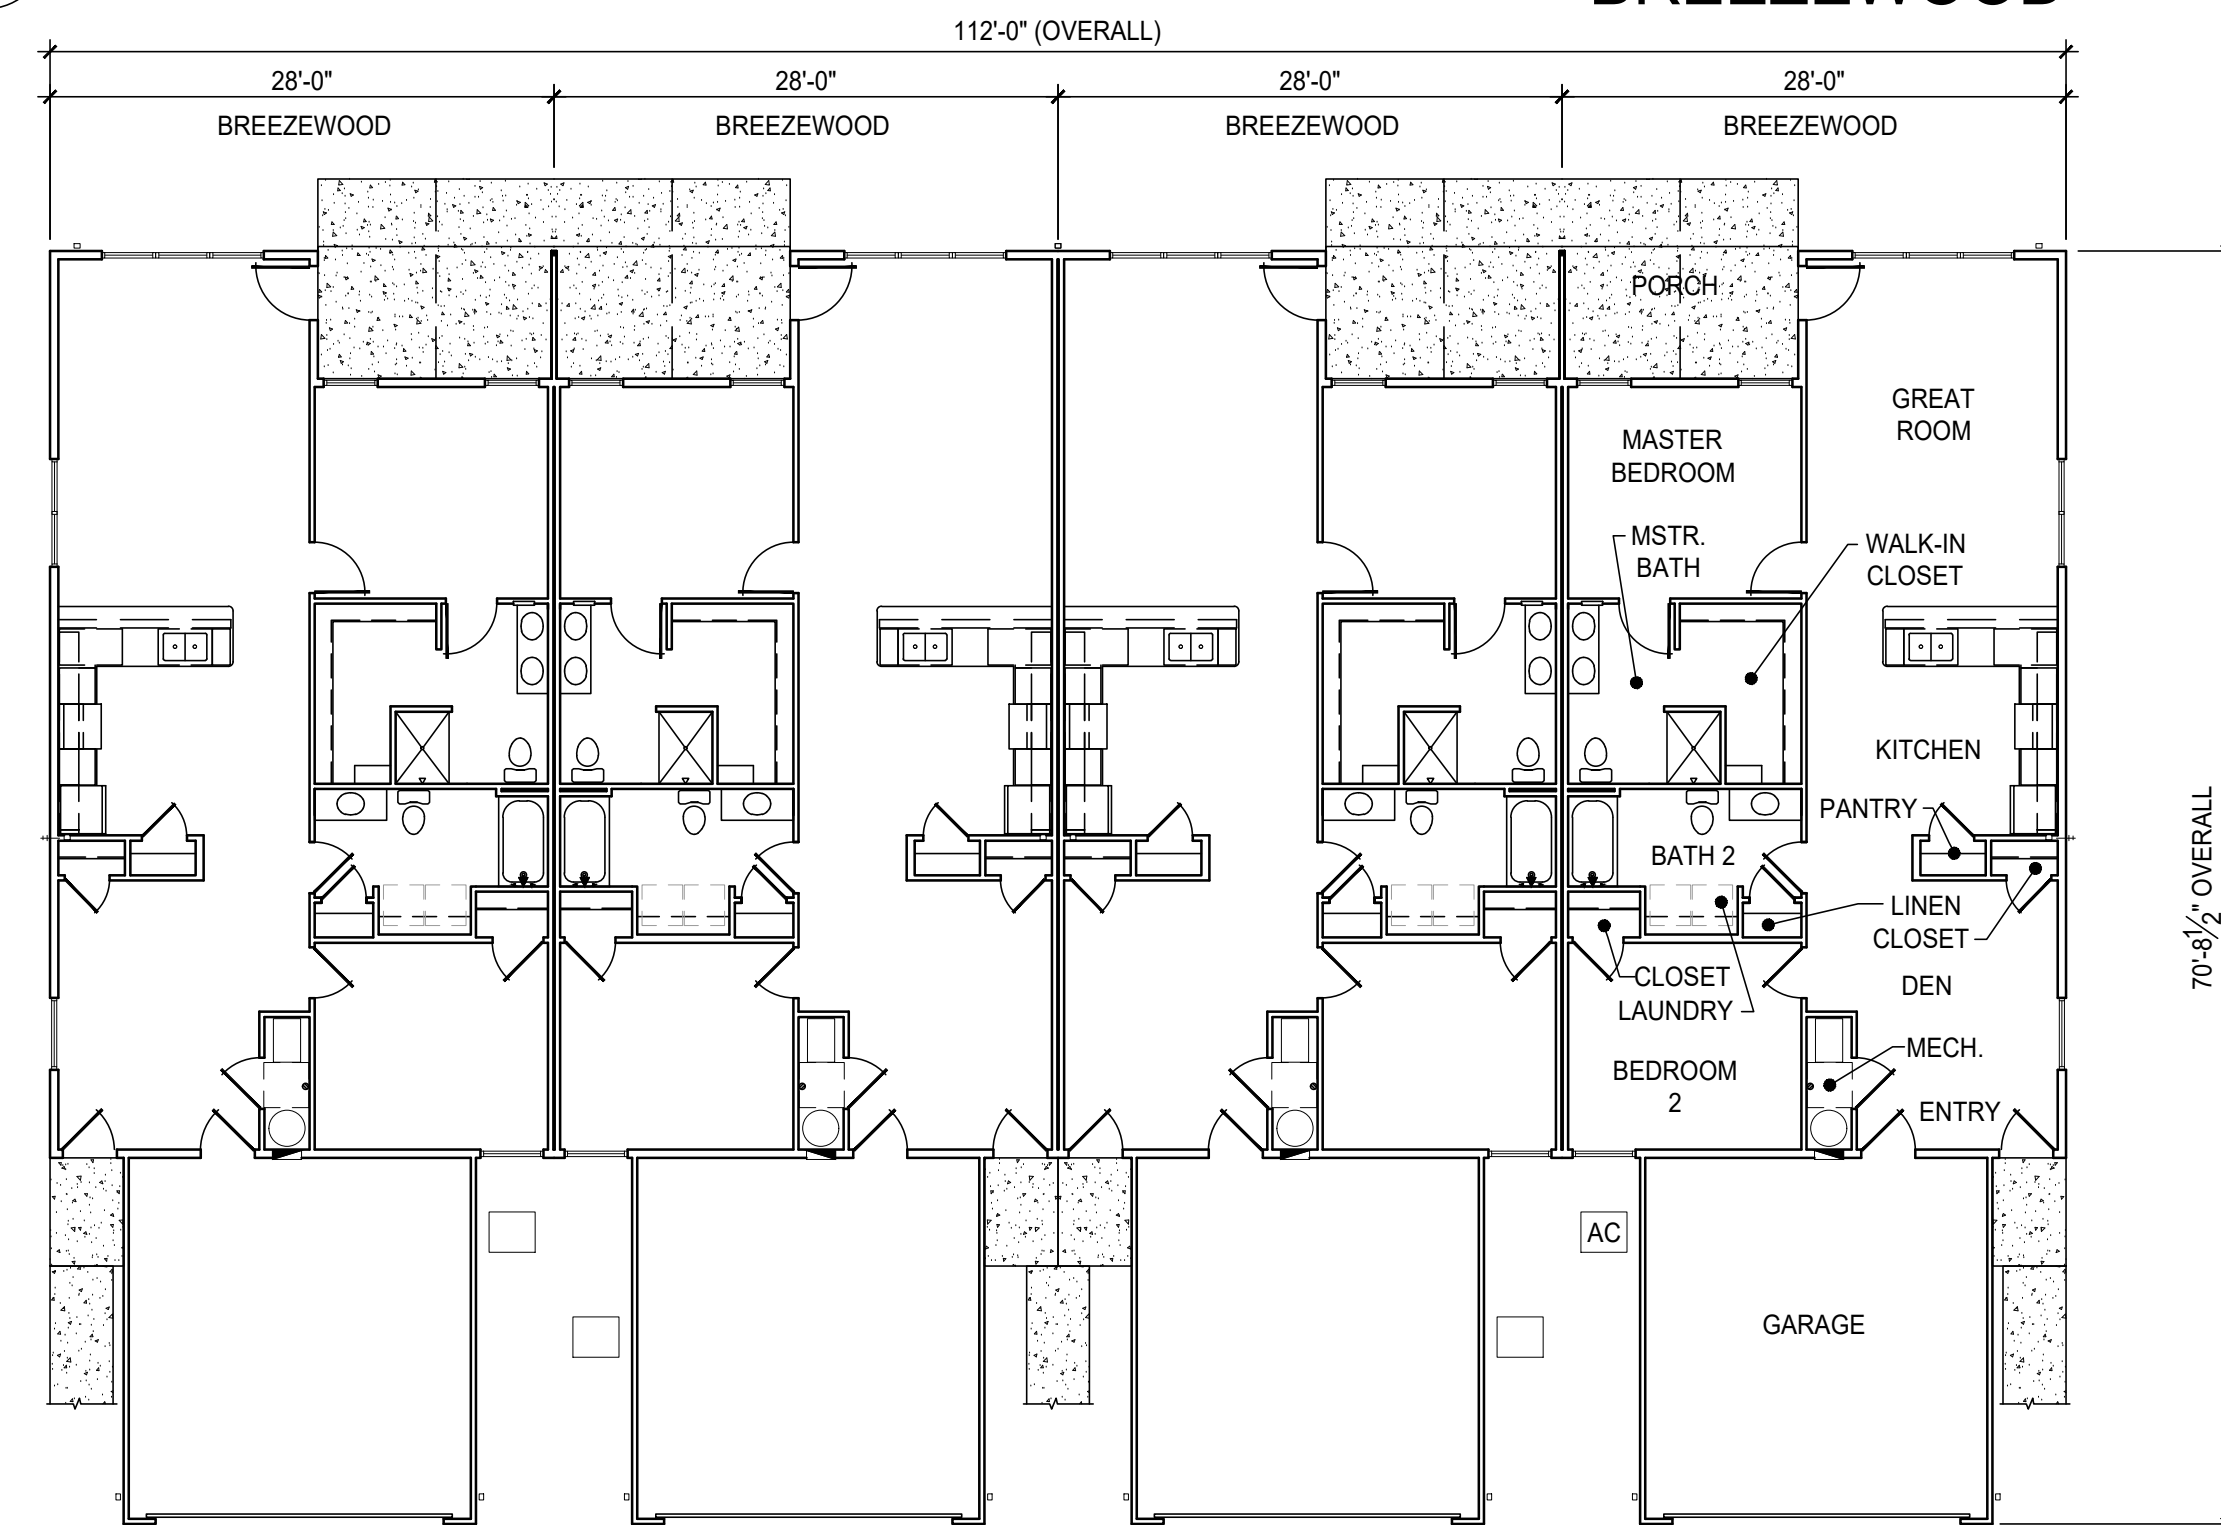 BREEZEWOOD
112'-0" (OVERALL)
28'-0" 28'-0" 28'-0" 28'-0"
BREEZEWOOD BREEZEWOOD BREEZEWOOD BREEZEWOOD
PORCH
GREAT
ROOM
MASTER
BEDROOM
MSTR.
BATH
WALK-IN
CLOSET
KITCHEN
PANTRY
BATH 2
LINEN
CLOSET
CLOSET
LAUNDRY
DEN
MECH.
BEDROOM
2
ENTRY
AC
GARAGE
70'-8 1/2" OVERALL